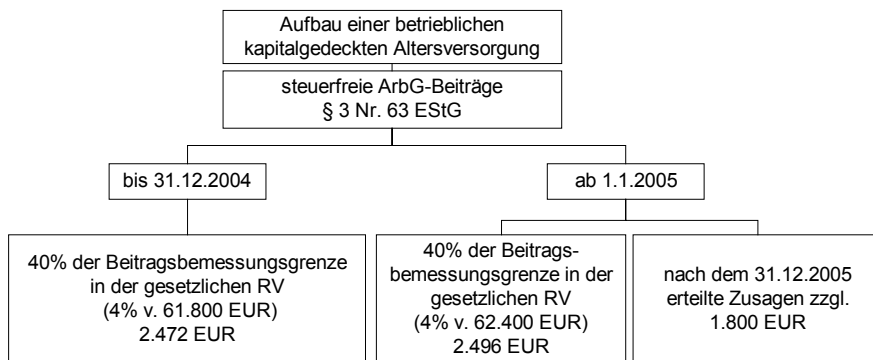 Aufbau einer betrieblichen
kapitalgedeckten Altersversorgung
steuerfreie ArbG-Beiträge
§ 3 Nr. 63 EStG
bis 31.12.2004
ab 1.1.2005
40% der Beitragsbemessungsgrenze
in der gesetzlichen RV
(4% v. 61.800 EUR)
2.472 EUR
40% der Beitrags-
bemessungsgrenze in der
gesetzlichen RV
(4% v. 62.400 EUR)
2.496 EUR
nach dem 31.12.2005
erteilte Zusagen zzgl.
1.800 EUR